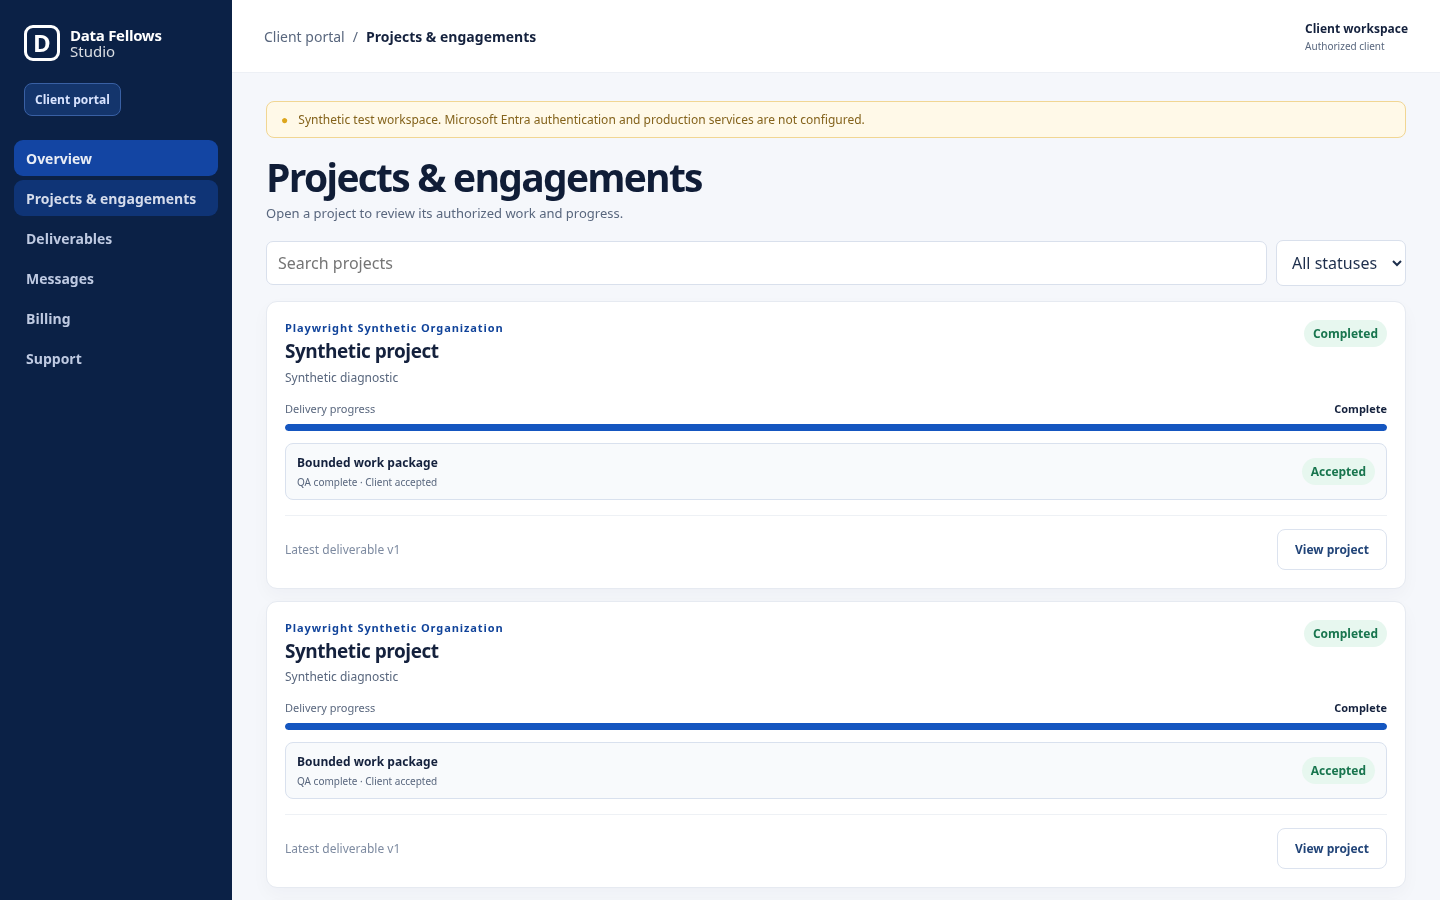 D
Data Fellows
Studio
Client portal
Overview
Projects & engagements
Deliverables
Messages
Billing
Support
Client portal / Projects & engagements
Client workspace
Authorized client
Synthetic test workspace. Microsoft Entra authentication and production services are not configured.
Projects & engagements
Open a project to review its authorized work and progress.
Search projects
All statuses
Playwright Synthetic Organization
Completed
Synthetic project
Synthetic diagnostic
Delivery progress
Complete
Bounded work package
QA complete · Client accepted
Accepted
Latest deliverable v1
View project
Playwright Synthetic Organization
Completed
Synthetic project
Synthetic diagnostic
Delivery progress
Complete
Bounded work package
QA complete · Client accepted
Accepted
Latest deliverable v1
View project